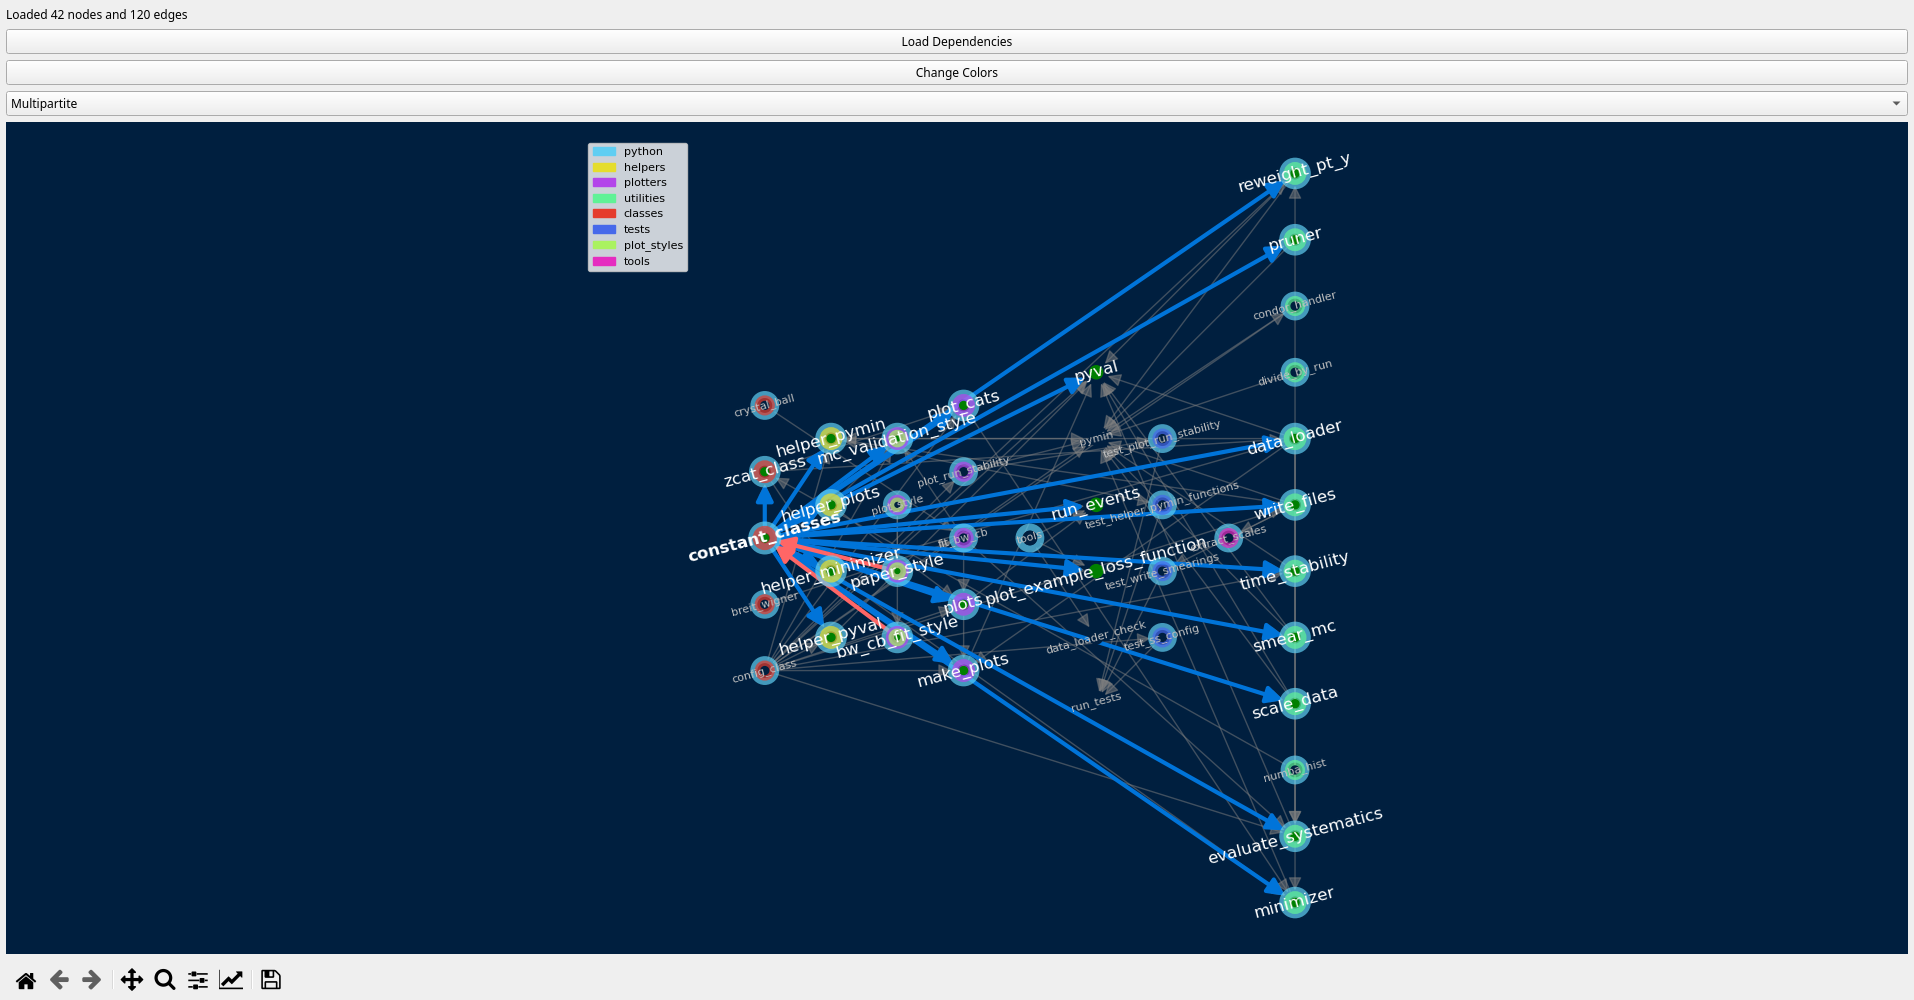 Loaded 42 nodes and 120 edges
Load Dependencies
Change Colors
Multipartite
python
helpers
plotters
utilities
classes
tests
plot_styles
tools
reweight_pt_y
pruner
condor_handler
divide_by_run
pyval
crystal_ball
plot_cats
helper_pymin
mc_validation_style
pymin
test_plot_run_stability
data_loader
zcat_class
plot_run_stability
helper_plots
plot_style
run_events
test_helper_pymin_functions
write_files
constant_classes
fit_bw_cb
tools
extract_scales
helper_minimizer
paper_style
plot_example_loss_function
test_write_smearings
time_stability
breit_wigner
plots
helper_pyval
bw_cb_fit_style
data_loader_check
test_ss_config
smear_mc
config_class
make_plots
run_tests
scale_data
numba_hist
evaluate_systematics
minimizer